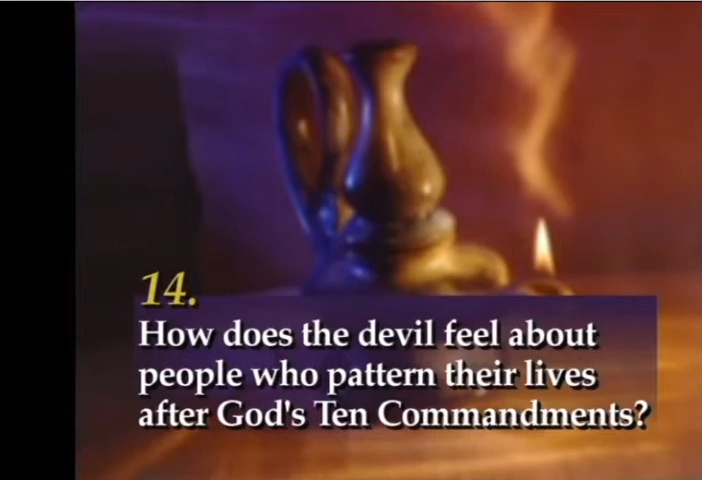 14.
How does the devil feel about
people who pattern their lives
after God's Ten Commandments?